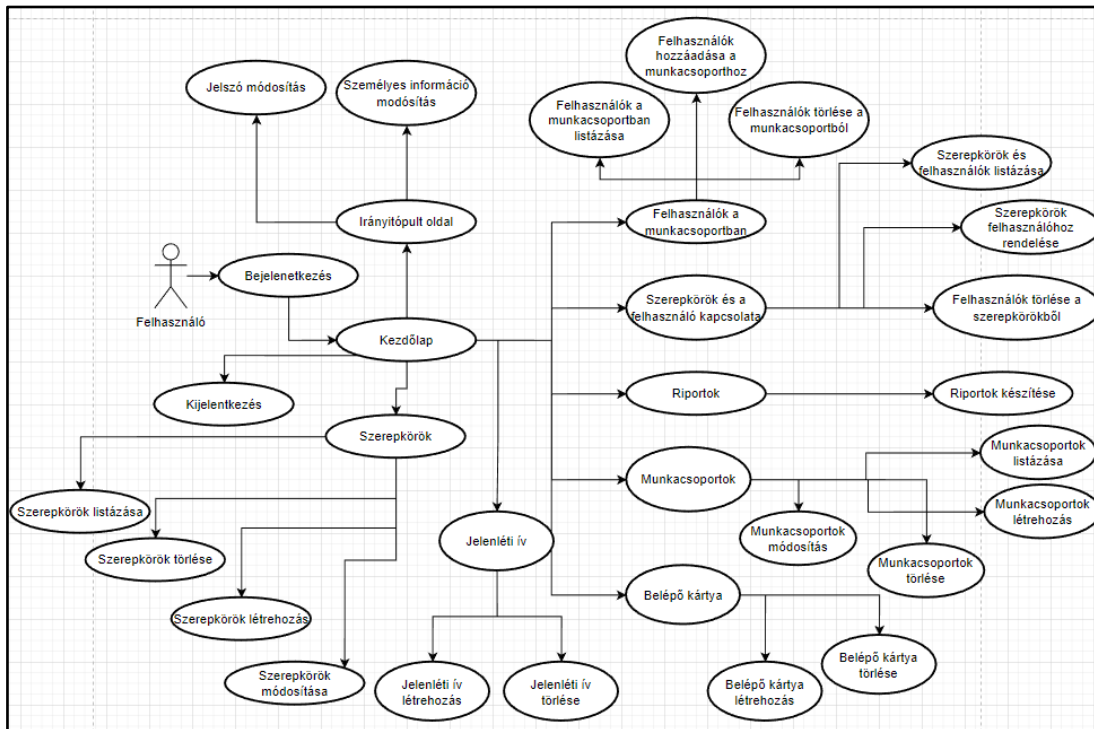 Felhasználók
hozzáadása a
munkacsoporthoz
Jelszó módosítás
Személyes információ
modósítás
Felhasználók a
munkacsoportban
listázása
Felhasználók törlése a
munkacsoportból
Szerepkörök és
felhasználók listázása
Irányitópult oldal
Felhasználók a
munkacsoportban
Szerepkörök
felhasználóhoz
rendelése
Felhasználó
Bejelenetkezés
Szerepkörök és a
felhasználó kapcsolata
Felhasználók törlése a
szerepkörökből
Kezdőlap
Kijelentkezés
Riportok
Riportok készítése
Szerepkörök
Munkacsoportok
Munkacsoportok
listázása
Szerepkörök listázása
Munkacsoportok
létrehozás
Szerepkörök törlése
Jelenléti ív
Munkacsoportok
módosítás
Munkacsoportok
törlése
Szerepkörök létrehozás
Belépő kártya
Szerepkörök
módosítása
Jelenléti ív
létrehozás
Jelenléti ív
törlése
Belépő kártya
létrehozás
Belépő kártya
törlése